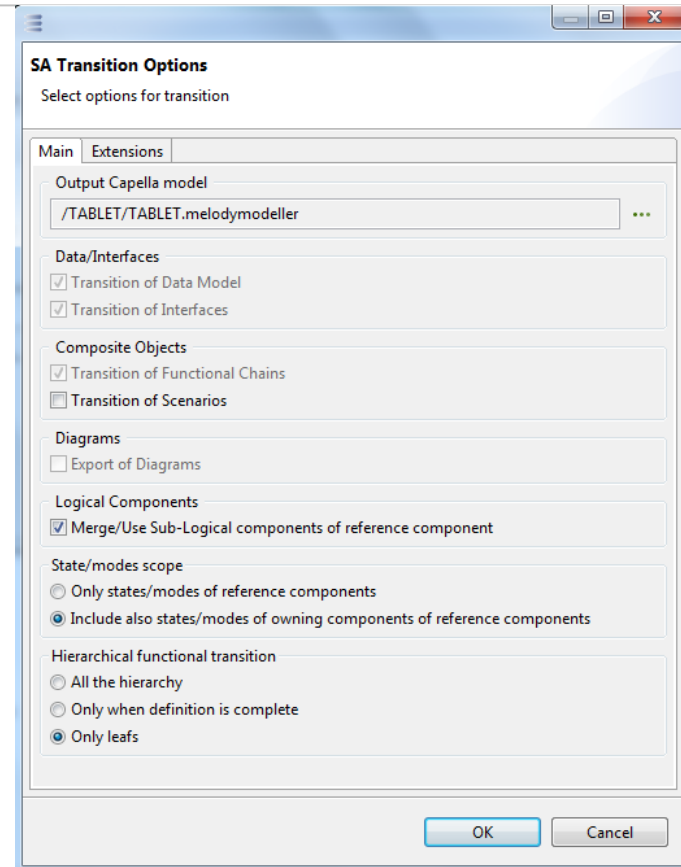 SA Transition Options
Select options for transition
Main Extensions
Output Capella model
/TABLET/TABLET.melodymodeller
Data/Interfaces
Transition of Data Model
Transition of Interfaces
Composite Objects
Transition of Functional Chains
Transition of Scenarios
Diagrams
Export of Diagrams
Logical Components
Merge/Use Sub-Logical components of reference component
State/modes scope
Only states/modes of reference components
Include also states/modes of owning components of reference components
Hierarchical functional transition
All the hierarchy
Only when definition is complete
Only leafs
OK Cancel